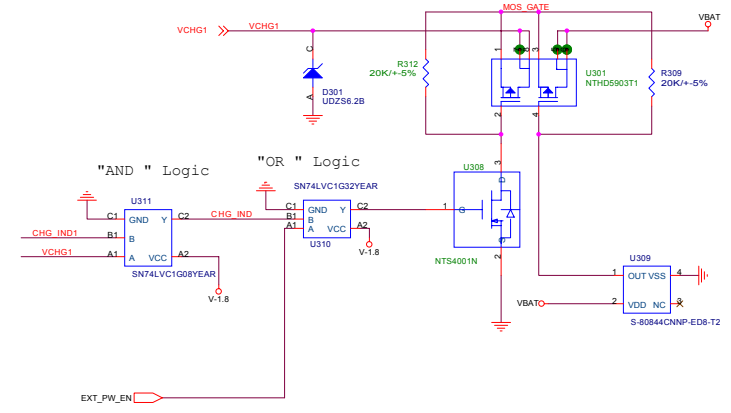 MOS_GATE
VCHG1
VCHG1
VBAT
C
D301
UDZS6.2B
A
R312
20K/+-5%
1
8
3
U301
NTHD5903T1
R309
20K/+-5%
2
4
"AND " Logic
"OR " Logic
U311
C1
GND
Y
C2
CHG_IND
CHG_IND1
B1
B
VCHG1
A1
A
VCC
A2
SN74LVC1G08YEAR
V-1.8
SN74LVC1G32YEAR
C1
GND
Y
C2
B1
B
A1
A
VCC
A2
U310
V-1.8
U308
3
D
1
G
S
2
NTS4001N
U309
1
OUT
VSS
4
VBAT
2
VDD
NC
3
S-80844CNNP-ED8-T2
EXT_PW_EN